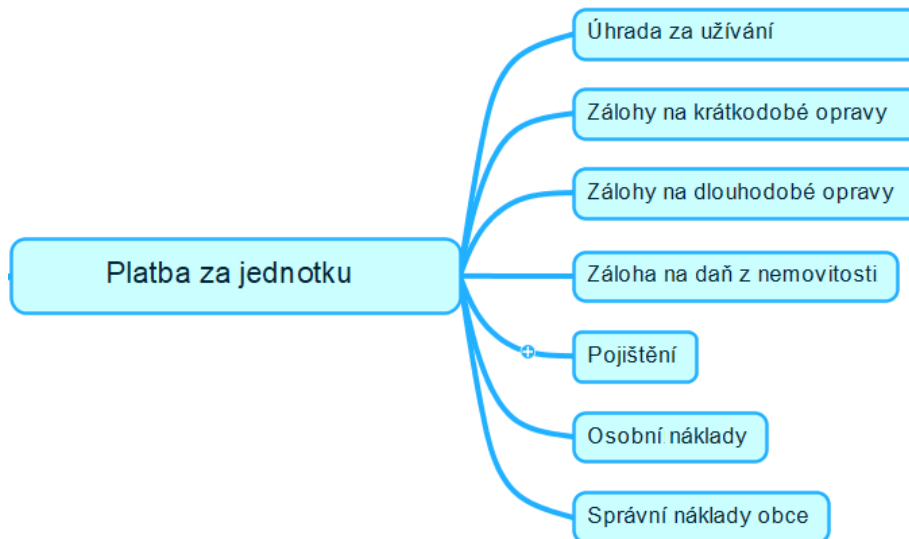 Úhrada za užívání
Zálohy na krátkodobé opravy
Zálohy na dlouhodobé opravy
Platba za jednotku
Záloha na daň z nemovitosti
Pojištění
Osobní náklady
Správní náklady obce